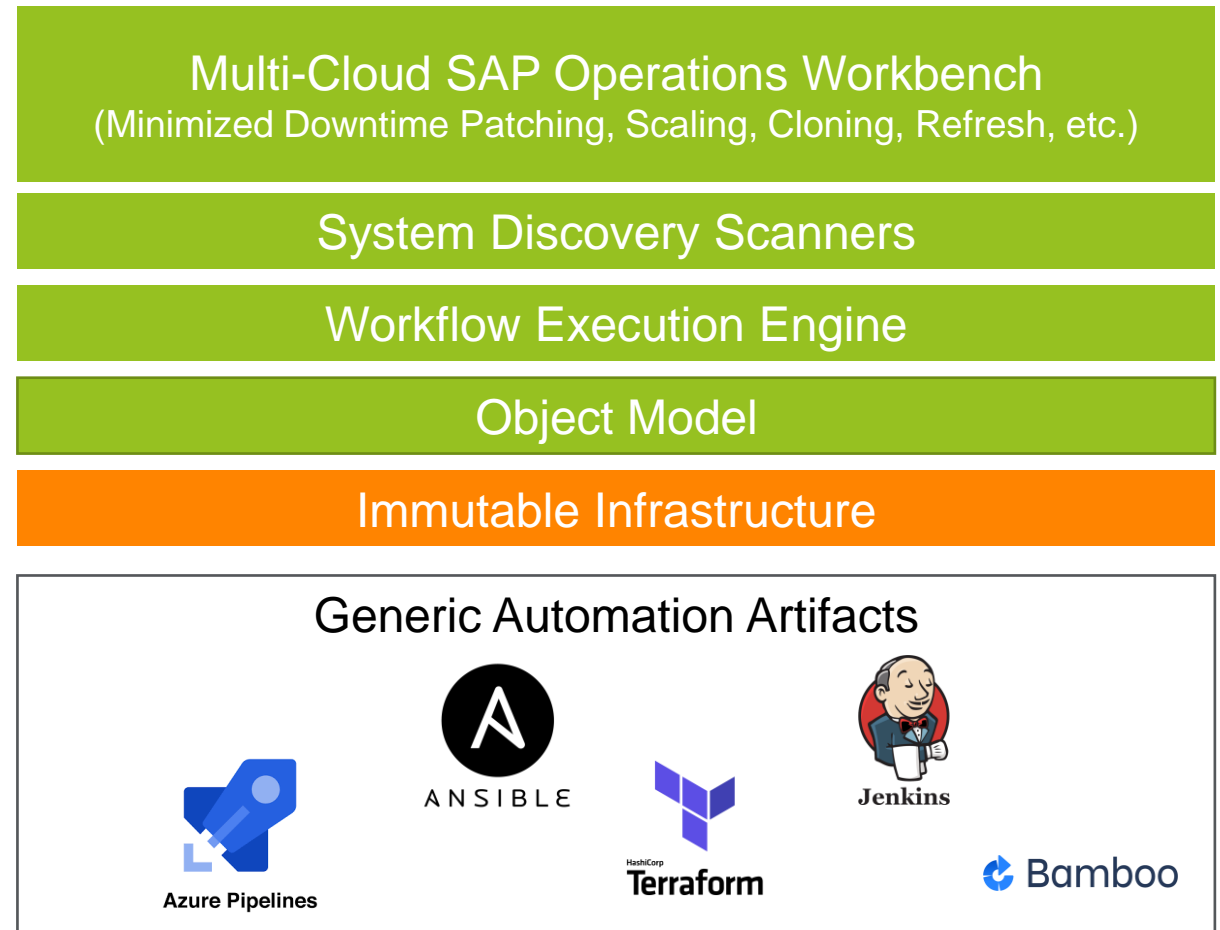 Multi-Cloud SAP Operations Workbench
(Minimized Downtime Patching, Scaling, Cloning, Refresh, etc.)
System Discovery Scanners
Workflow Execution Engine
Object Model
Immutable Infrastructure
Generic Automation Artifacts
ANSIBLE
Jenkins
HashiCorp
Terraform
Bamboo
Azure Pipelines